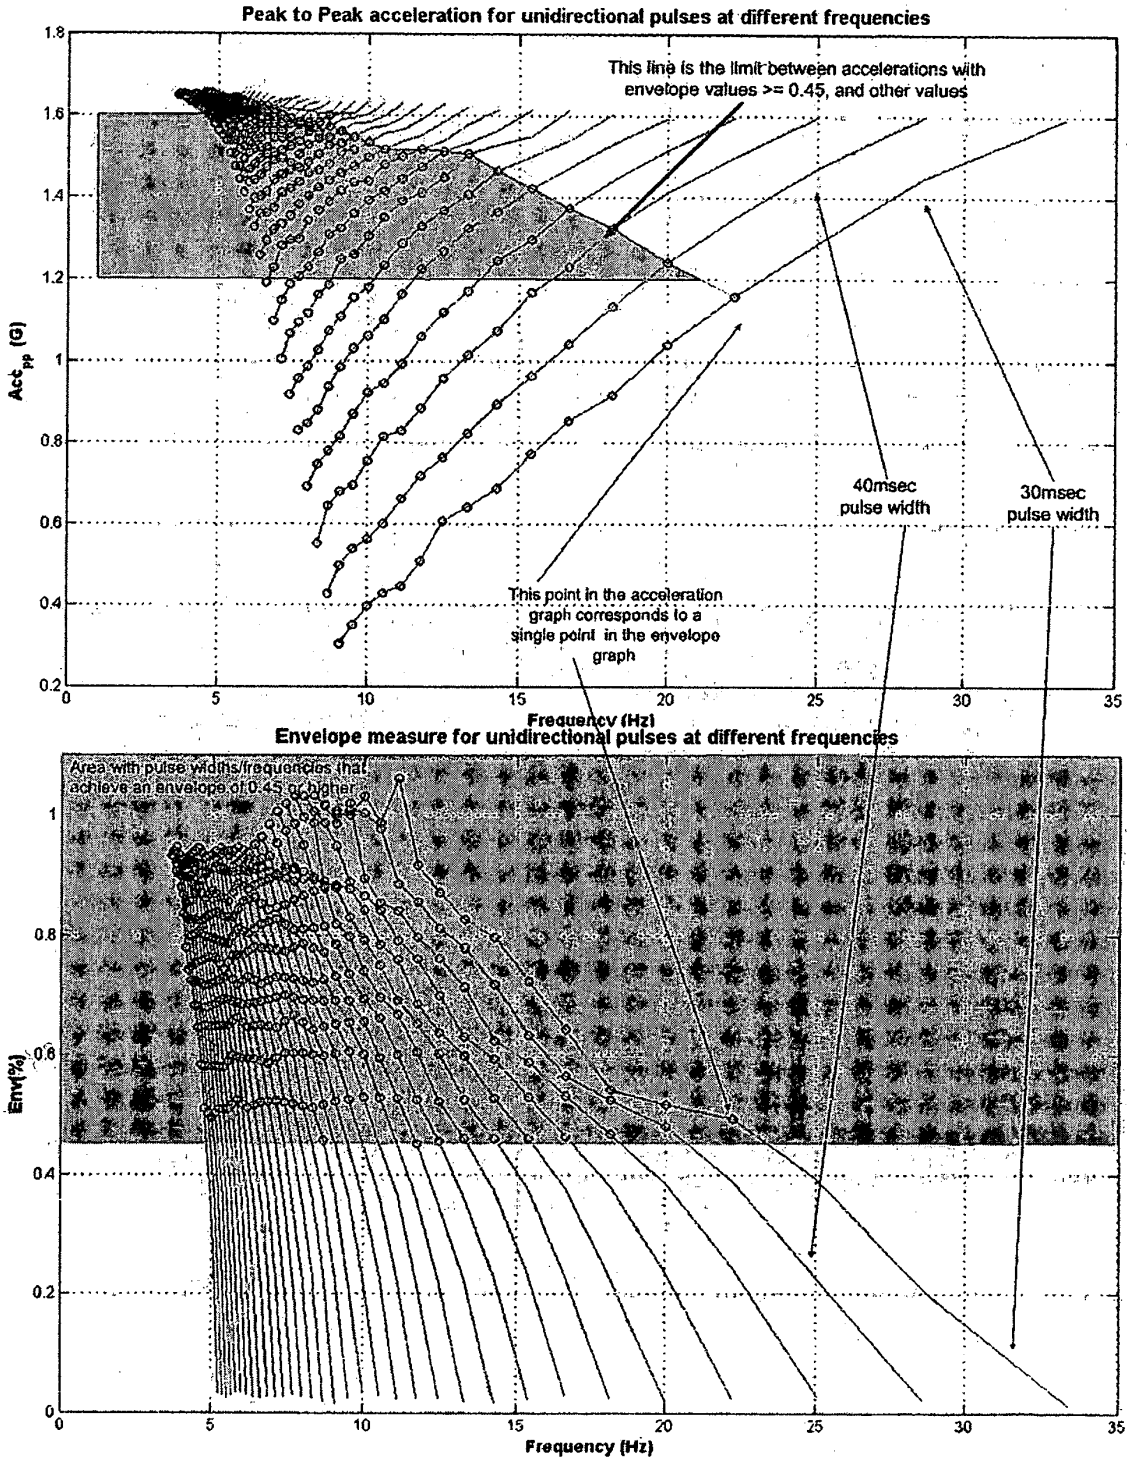 Peak to Peak acceleration for unidirectional pulses at different frequencies
1.8
1.6
1.4
1.2
1
0.8
0.6
0.4
0.2
Acc_pp (G)
This line is the limit between accelerations with
envelope values >= 0.45, and other values
40msec
pulse width
30msec
pulse width
This point in the acceleration
graph corresponds to a
single point in the envelope
graph
0 5 10 15 20 25 30 35
Frequency (Hz)
Envelope measure for unidirectional pulses at different frequencies
Area with pulse widths/frequencies that
achieve an envelope of 0.45 or higher
1
0.8
0.6
0.4
0.2
0
Env(%)
0 5 10 15 20 25 30 35
Frequency (Hz)